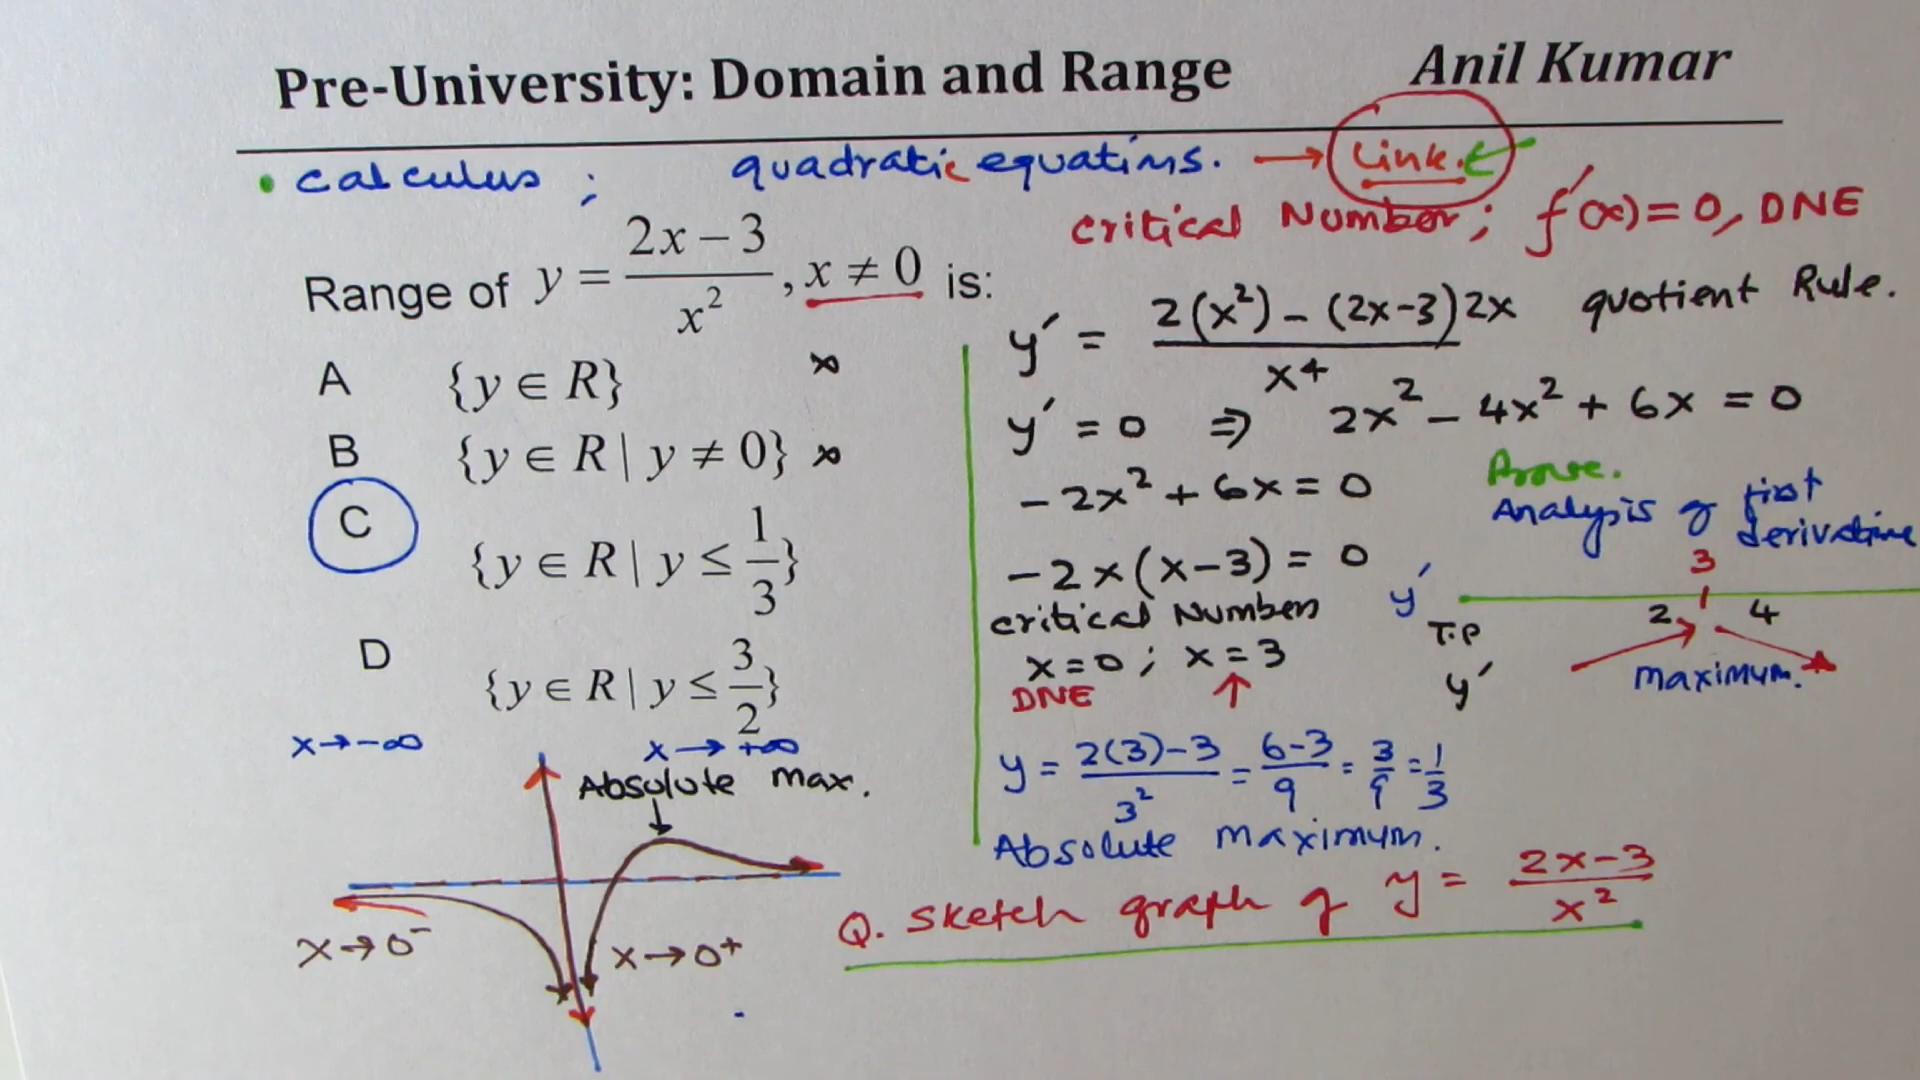 Pre-University: Domain and Range Anil Kumar
• calculus ; quadratic equations. → Link.
critical Number ; f'(x) = 0, DNE
Range of y = (2x – 3)/x², x ≠ 0 is:
A {y ∈ R} ×
B {y ∈ R | y ≠ 0} ×
C {y ∈ R | y ≤ 1/3}
D {y ∈ R | y ≤ 3/2}
y' = (2(x²) – (2x-3)2x)/x⁴ quotient Rule.
y' = 0 ⇒ 2x² – 4x² + 6x = 0
-2x² + 6x = 0
-2x(x-3) = 0
critical Number
x = 0 ; x = 3
DNE ↑
Prove.
Analysis of first
derivative
3
y'
T.P 2 4
y' maximum.
y = (2(3)-3)/3² = (6-3)/9 = 3/9 = 1/3
Absolute maximum.
x → -∞ x → +∞
Absolute max.
x → 0⁻ x → 0⁺
Q. Sketch graph of y = (2x-3)/x²